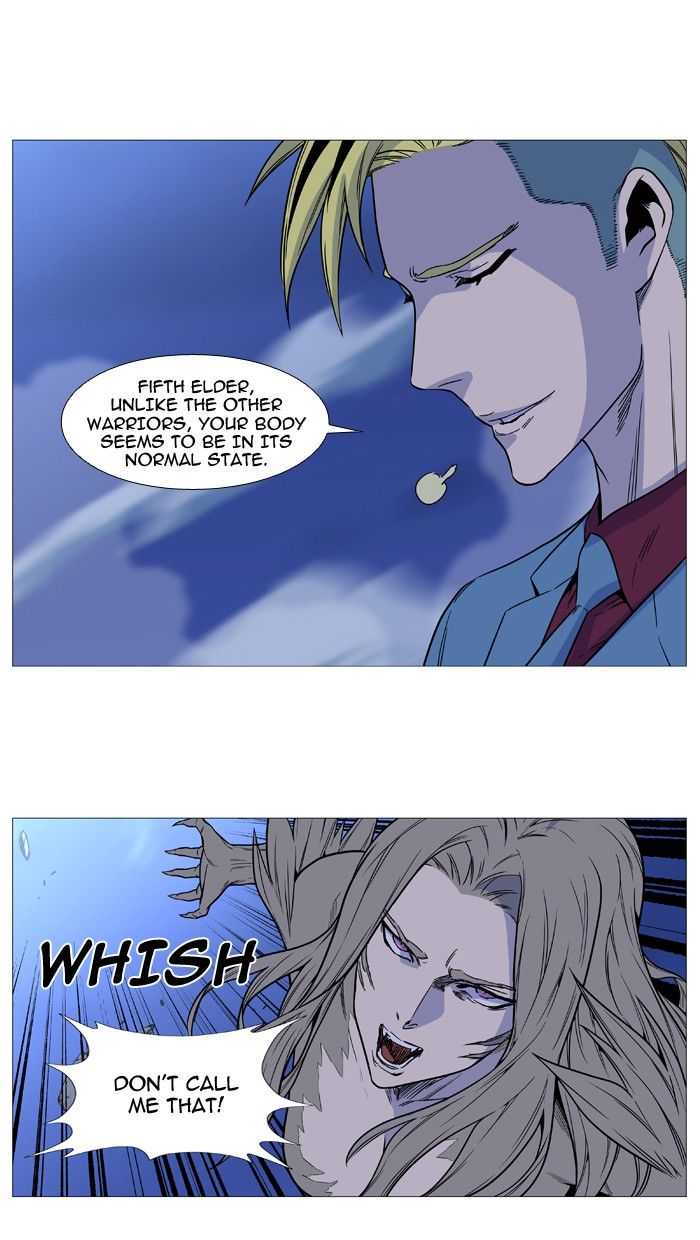 FIFTH ELDER,
UNLIKE THE OTHER
WARRIORS, YOUR BODY
SEEMS TO BE IN ITS
NORMAL STATE.
WHISH
DON'T CALL
ME THAT!